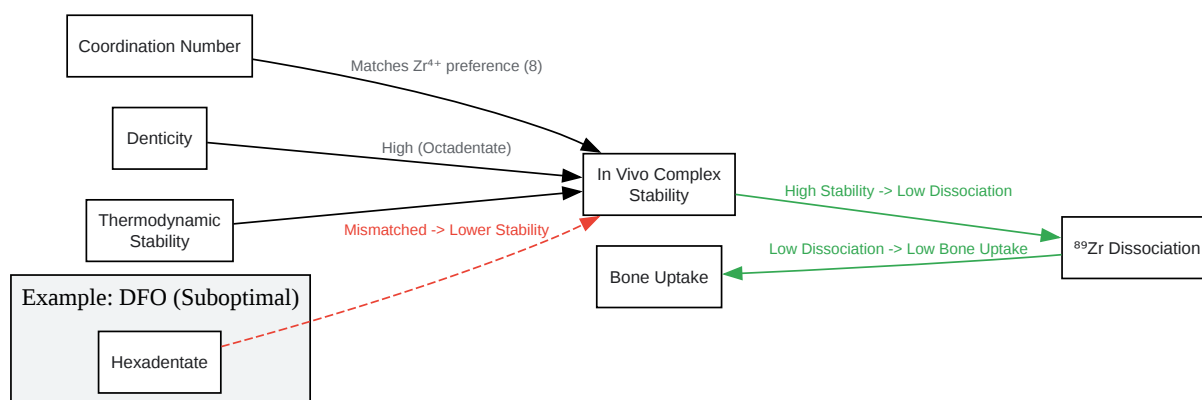 Coordination Number
Matches Zr⁴⁺ preference (8)
Denticity
High (Octadentate)
In Vivo Complex
Stability
High Stability -> Low Dissociation
Thermodynamic
Stability
Mismatched -> Lower Stability
Low Dissociation -> Low Bone Uptake
⁸⁹Zr Dissociation
Bone Uptake
Example: DFO (Suboptimal)
Hexadentate